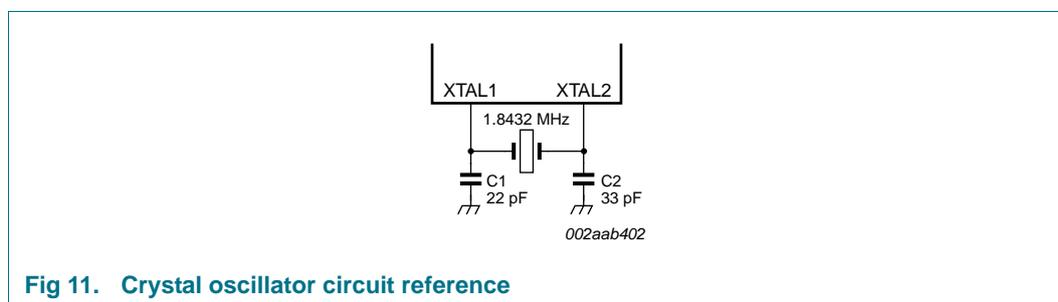 XTAL1 XTAL2
1.8432 MHz
C1 C2
22 pF 33 pF
002aab402
Fig 11. Crystal oscillator circuit reference